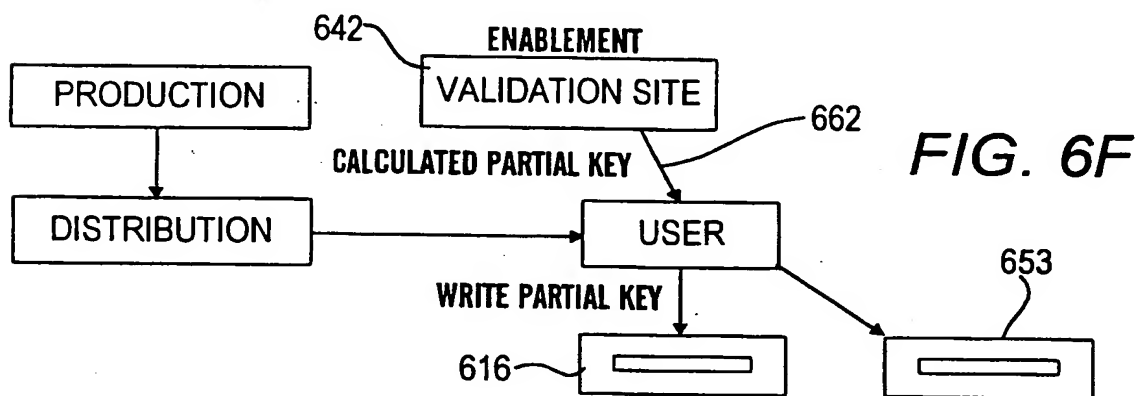 642
ENABLEMENT
PRODUCTION
VALIDATION SITE
662
CALCULATED PARTIAL KEY
FIG. 6F
DISTRIBUTION
USER
WRITE PARTIAL KEY
653
616